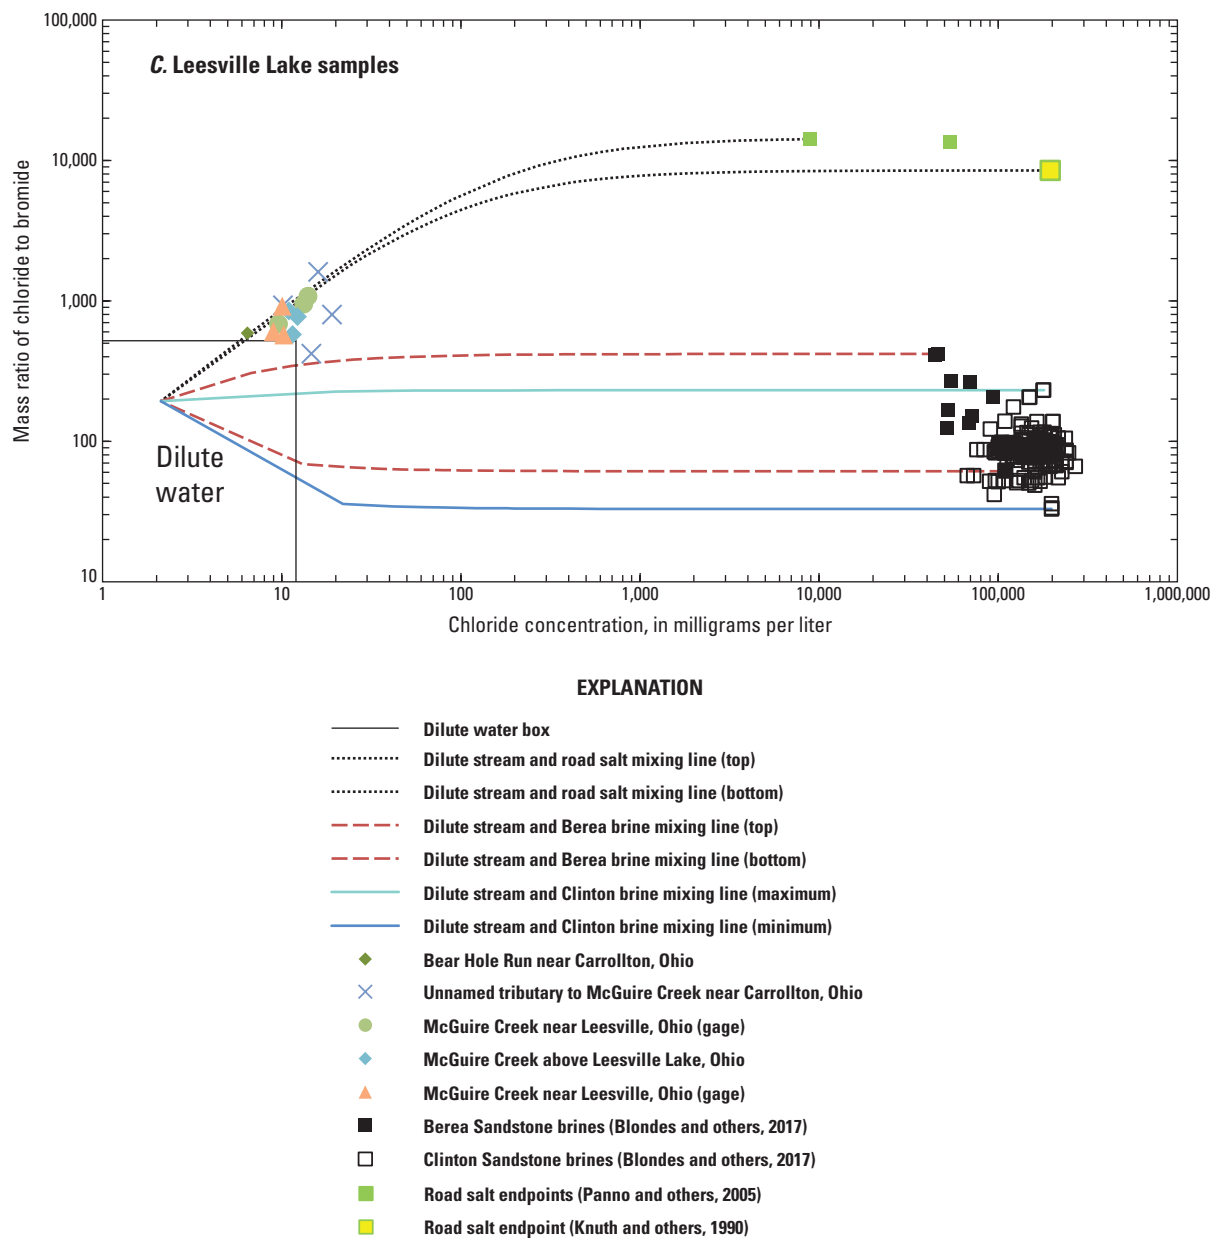 100,000
C. Leesville Lake samples
10,000
1,000
100
10
Mass ratio of chloride to bromide
Dilute
water
1
10
100
1,000
10,000
100,000
1,000,000
Chloride concentration, in milligrams per liter
EXPLANATION
Dilute water box
Dilute stream and road salt mixing line (top)
Dilute stream and road salt mixing line (bottom)
Dilute stream and Berea brine mixing line (top)
Dilute stream and Berea brine mixing line (bottom)
Dilute stream and Clinton brine mixing line (maximum)
Dilute stream and Clinton brine mixing line (minimum)
Bear Hole Run near Carrollton, Ohio
Unnamed tributary to McGuire Creek near Carrollton, Ohio
McGuire Creek near Leesville, Ohio (gage)
McGuire Creek above Leesville Lake, Ohio
McGuire Creek near Leesville, Ohio (gage)
Berea Sandstone brines (Blondes and others, 2017)
Clinton Sandstone brines (Blondes and others, 2017)
Road salt endpoints (Panno and others, 2005)
Road salt endpoint (Knuth and others, 1990)